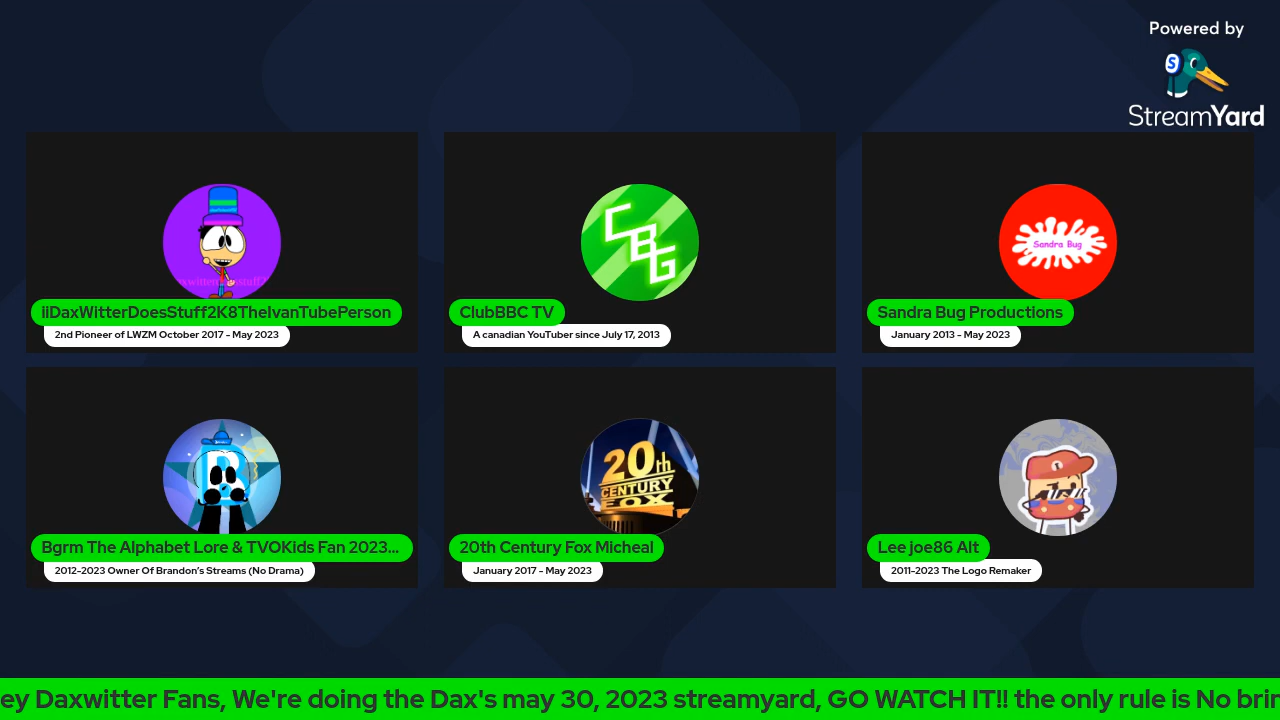 Powered by
StreamYard
CBG
Sandra Bug
iiDaxWitterDoesStuff2K8TheIvanTubePerson
2nd Pioneer of LWZM October 2017 - May 2023
ClubBBC TV
A canadian YouTuber since July 17, 2013
Sandra Bug Productions
January 2013 - May 2023
20th
CENTURY
FOX
Bgrm The Alphabet Lore & TVOKids Fan 2023...
2012-2023 Owner Of Brandon's Streams (No Drama)
20th Century Fox Micheal
January 2017 - May 2023
Lee joe86 Alt
2011-2023 The Logo Remaker
ey Daxwitter Fans, We're doing the Dax's may 30, 2023 streamyard, GO WATCH IT!! the only rule is No brin